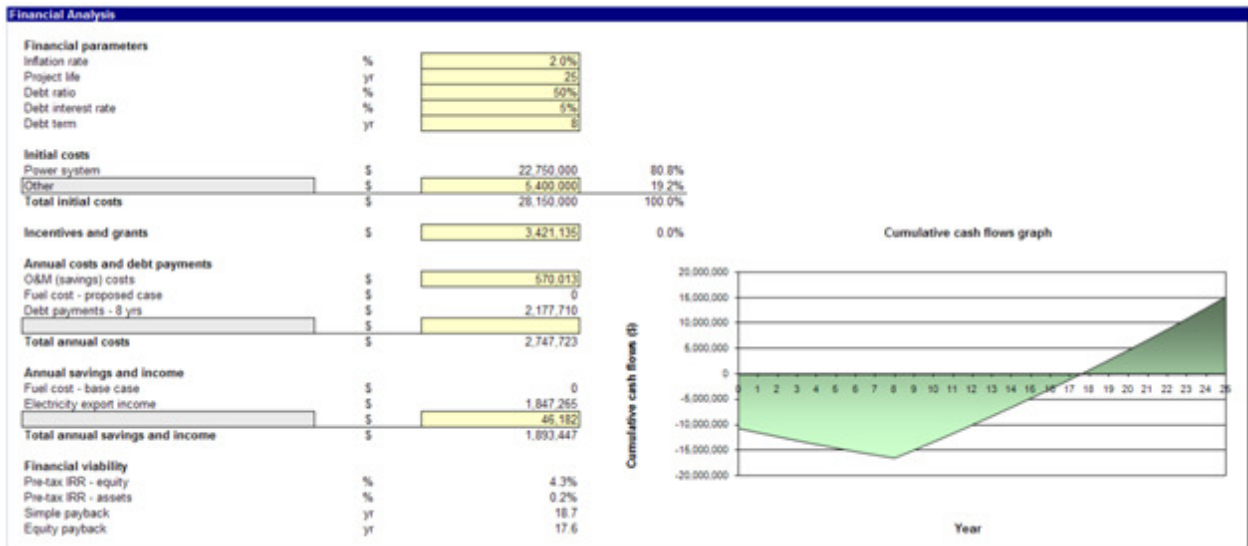 Financial Analysis
Financial parameters
Inflation rate % 2.0%
Project life yr 25
Debt ratio % 50%
Debt interest rate % 5%
Debt term yr 8
Initial costs
Power system $ 22,750,000 80.8%
Other $ 5,400,000 19.2%
Total initial costs $ 28,150,000 100.0%
Incentives and grants $ 3,421,135 0.0%
Annual costs and debt payments
O&M (savings) costs $ 570,013
Fuel cost - proposed case $ 0
Debt payments - 8 yrs $ 2,177,710
$
Total annual costs $ 2,747,723
Annual savings and income
Fuel cost - base case $ 0
Electricity export income $ 1,847,265
$ 46,182
Total annual savings and income $ 1,893,447
Financial viability
Pre-tax IRR - equity % 4.3%
Pre-tax IRR - assets % 0.2%
Simple payback yr 18.7
Equity payback yr 17.6
Cumulative cash flows graph
Cumulative cash flows ($)
20,000,000
15,000,000
10,000,000
5,000,000
0
-5,000,000
-10,000,000
-15,000,000
-20,000,000
0 1 2 3 4 5 6 7 8 9 10 11 12 13 14 15 16 17 18 19 20 21 22 23 24 25
Year